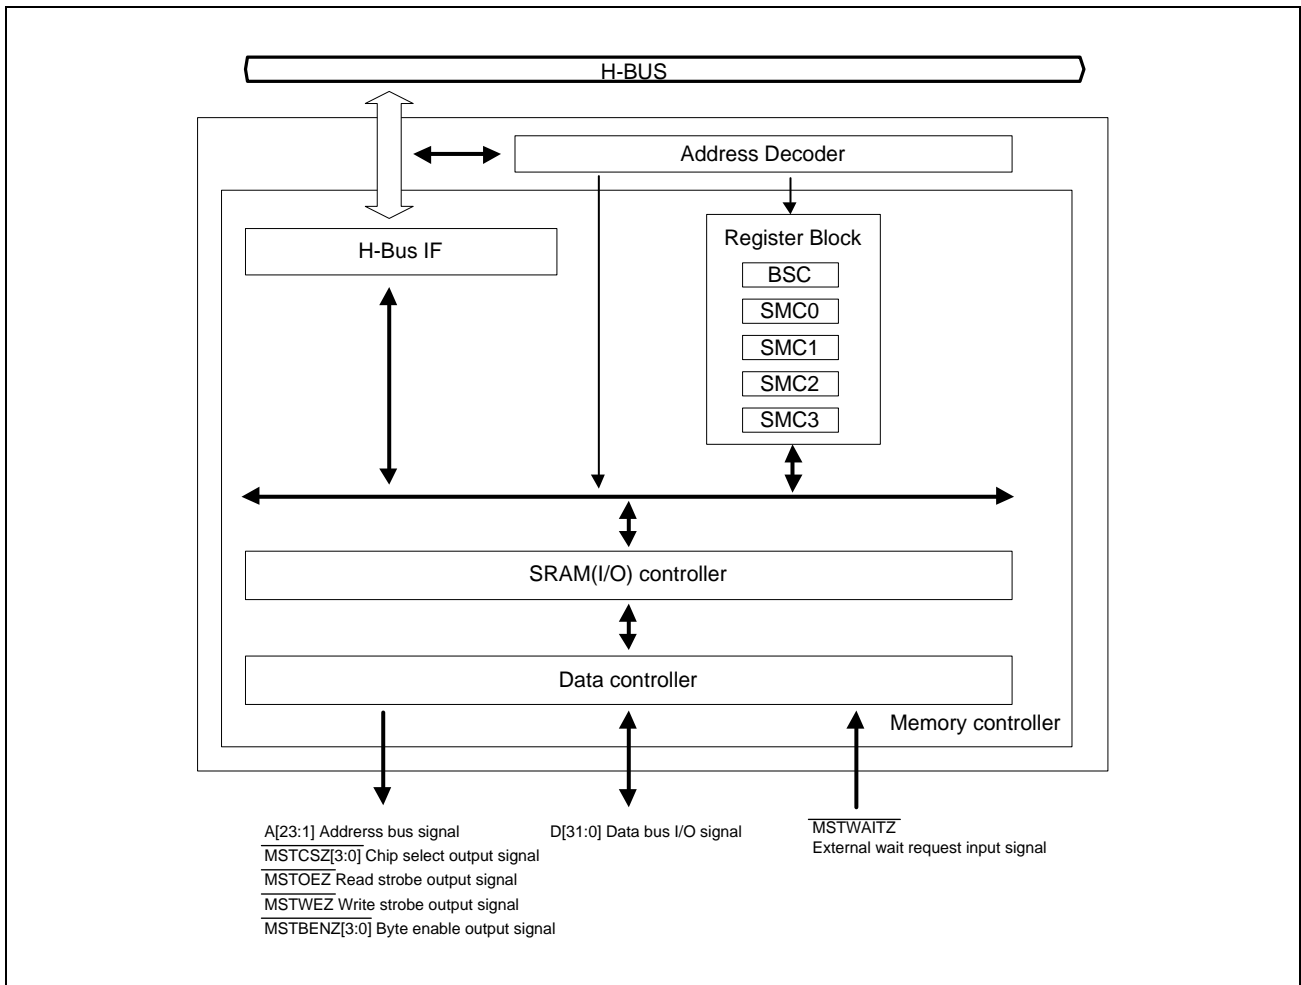 H-BUS
Address Decoder
H-Bus IF
Register Block
BSC
SMC0
SMC1
SMC2
SMC3
SRAM(I/O) controller
Data controller
Memory controller
A[23:1] Addrerss bus signal
MSTCSZ[3:0] Chip select output signal
MSTOEZ Read strobe output signal
MSTWEZ Write strobe output signal
MSTBENZ[3:0] Byte enable output signal
D[31:0] Data bus I/O signal
MSTWAITZ
External wait request input signal